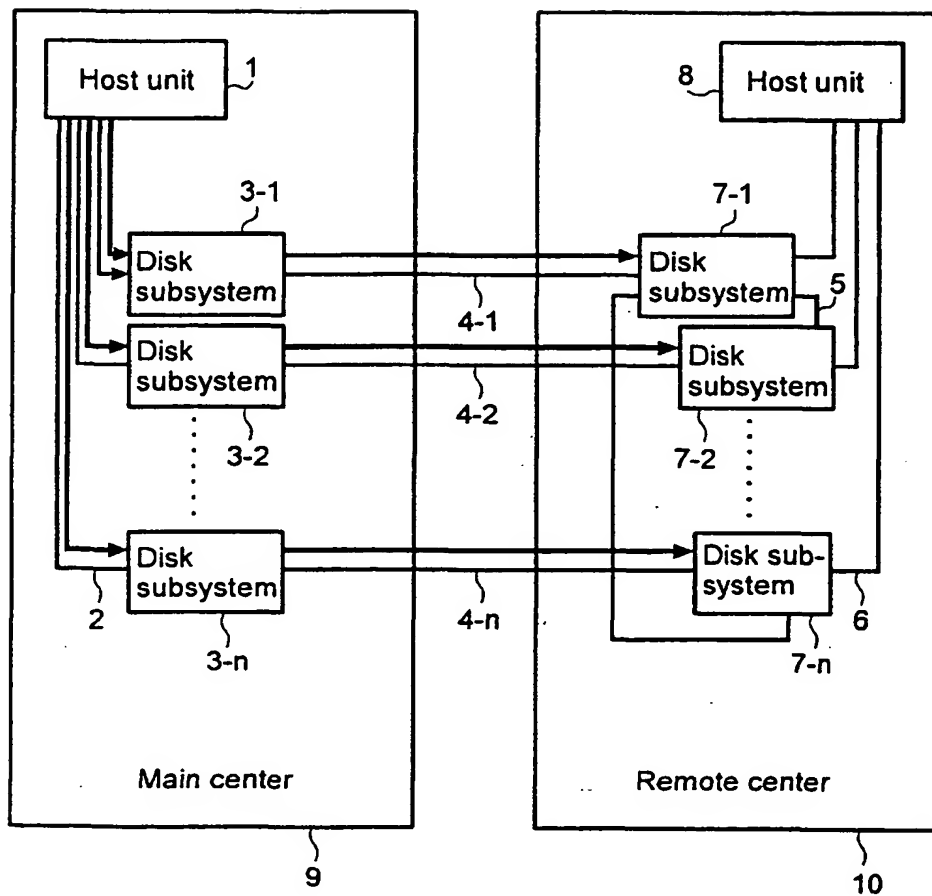 Host unit
1
8
Host unit
3-1
7-1
Disk
subsystem
Disk
subsystem
5
4-1
Disk
subsystem
Disk
subsystem
4-2
3-2
7-2
Disk
subsystem
Disk sub-
system
2
4-n
6
3-n
7-n
Main center
Remote center
9
10